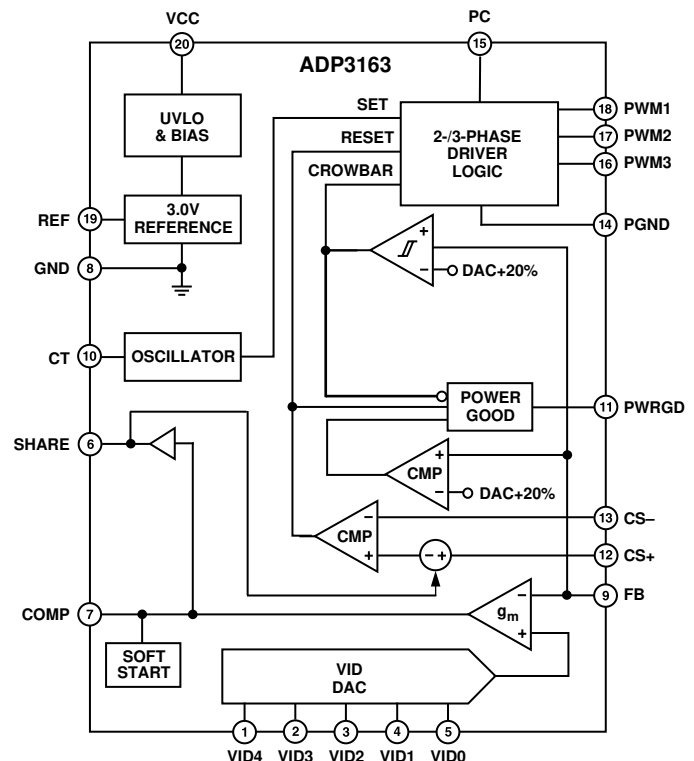 VCC
PC
20
15
ADP3163
UVLO
& BIAS
SET
RESET
CROWBAR
2-/3-PHASE
DRIVER
LOGIC
18 PWM1
17 PWM2
16 PWM3
REF 19
3.0V
REFERENCE
14 PGND
GND 8
+
–
DAC+20%
CT 10
OSCILLATOR
POWER
GOOD
11 PWRGD
SHARE 6
CMP
+
–
DAC+20%
CMP
–
+
– +
13 CS–
12 CS+
9 FB
COMP 7
gm
–
+
SOFT
START
VID
DAC
1 2 3 4 5
VID4 VID3 VID2 VID1 VID0